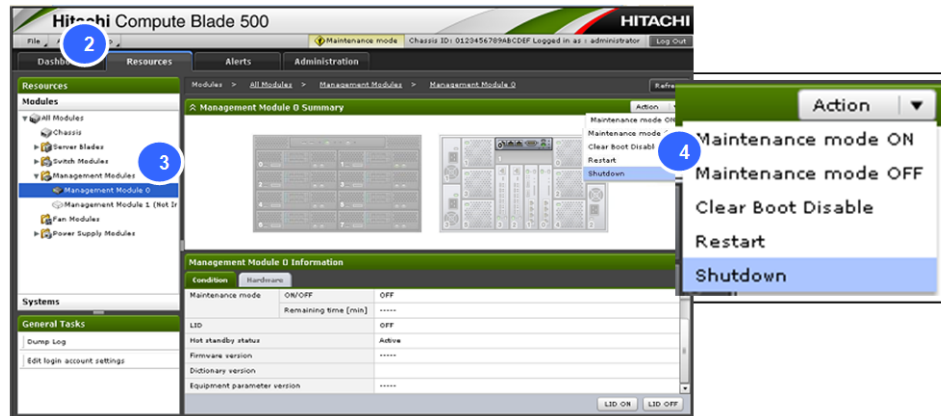 Hitachi Compute Blade 500
HITACHI
File
2
Maintenance mode Chassis ID: 0123456789ABCDEF Logged in as : administrator Log Out
Resources Alerts Administration
Resources
Modules > All Modules > Management Modules > Management Module 0
Modules
Management Module 0 Summary
Action
All Modules
Chassis
Server Blades
Switch Modules
3
Management Modules
Management Module 0
Management Module 1 (Not
Fan Modules
Power Supply Modules
Maintenance mode ON
Maintenance mode
Clear Boot
Restart
Shutdown
4
Action
Maintenance mode ON
Maintenance mode OFF
Clear Boot Disable
Restart
Shutdown
Management Module 0 Information
Condition Hardware
Maintenance mode ON/OFF OFF
Remaining time [min] -----
LID OFF
Hot standby status Active
Firmware version -----
Dictionary version
Equipment parameter version -----
LID ON LID OFF
Systems
General Tasks
Dump Log
Edit login account settings